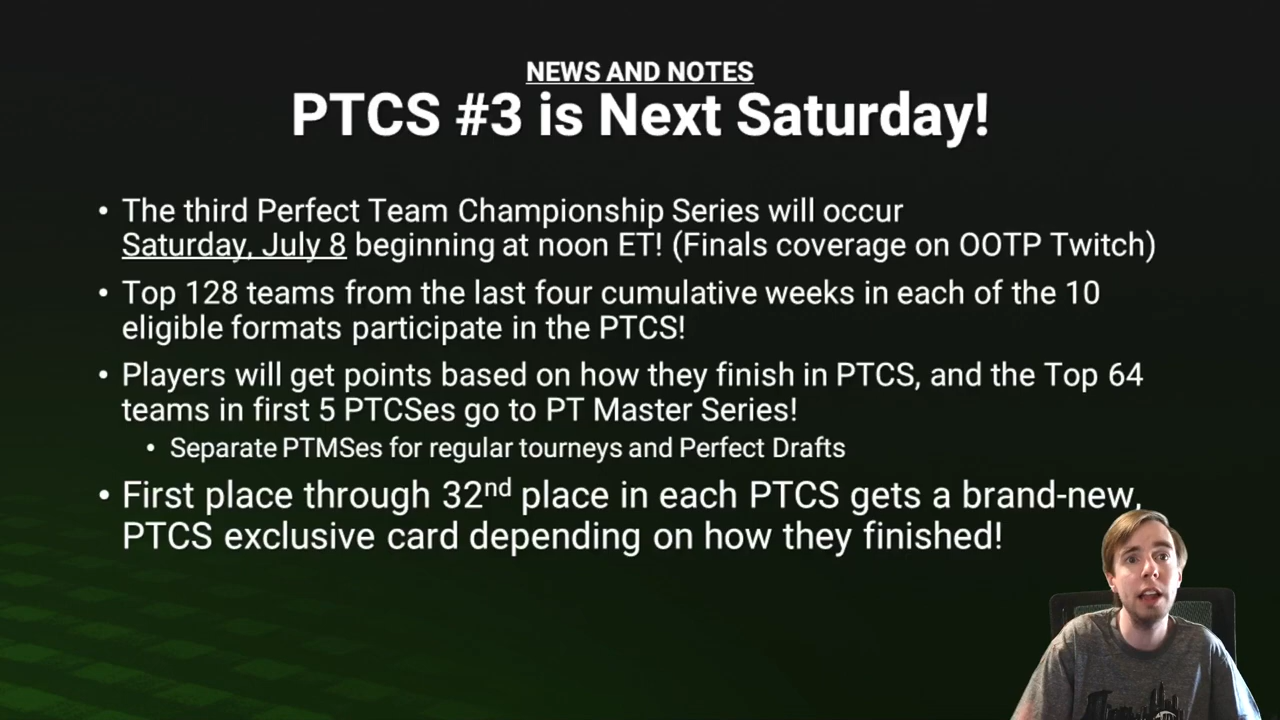 NEWS AND NOTES
PTCS #3 is Next Saturday!
• The third Perfect Team Championship Series will occur
Saturday, July 8 beginning at noon ET! (Finals coverage on OOTP Twitch)
• Top 128 teams from the last four cumulative weeks in each of the 10
eligible formats participate in the PTCS!
• Players will get points based on how they finish in PTCS, and the Top 64
teams in first 5 PTCSes go to PT Master Series!
• Separate PTMSes for regular tourneys and Perfect Drafts
• First place through 32nd place in each PTCS gets a brand-new,
PTCS exclusive card depending on how they finished!